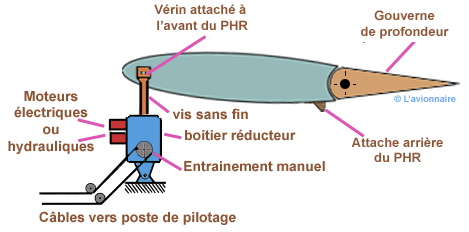 Vérin attaché à
l'avant du PHR
Gouverne
de profondeur
© L'avionnaire
Moteurs
électriques
ou
hydrauliques
vis sans fin
boitier réducteur
Attache arrière
du PHR
Entrainement manuel
Câbles vers poste de pilotage